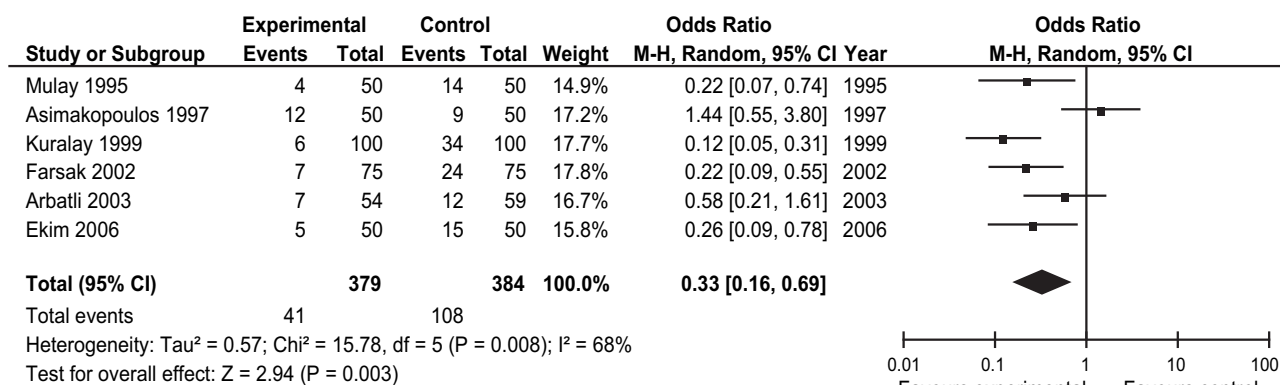 Experimental Control Odds Ratio Odds Ratio
Study or Subgroup Events Total Events Total Weight M-H, Random, 95% CI Year M-H, Random, 95% CI
Mulay 1995 4 50 14 50 14.9% 0.22 [0.07, 0.74] 1995
Asimakopoulos 1997 12 50 9 50 17.2% 1.44 [0.55, 3.80] 1997
Kuralay 1999 6 100 34 100 17.7% 0.12 [0.05, 0.31] 1999
Farsak 2002 7 75 24 75 17.8% 0.22 [0.09, 0.55] 2002
Arbatli 2003 7 54 12 59 16.7% 0.58 [0.21, 1.61] 2003
Ekim 2006 5 50 15 50 15.8% 0.26 [0.09, 0.78] 2006
Total (95% CI) 379 384 100.0% 0.33 [0.16, 0.69]
Total events 41 108
Heterogeneity: Tau² = 0.57; Chi² = 15.78, df = 5 (P = 0.008); I² = 68%
Test for overall effect: Z = 2.94 (P = 0.003)
0.01 0.1 1 10 100